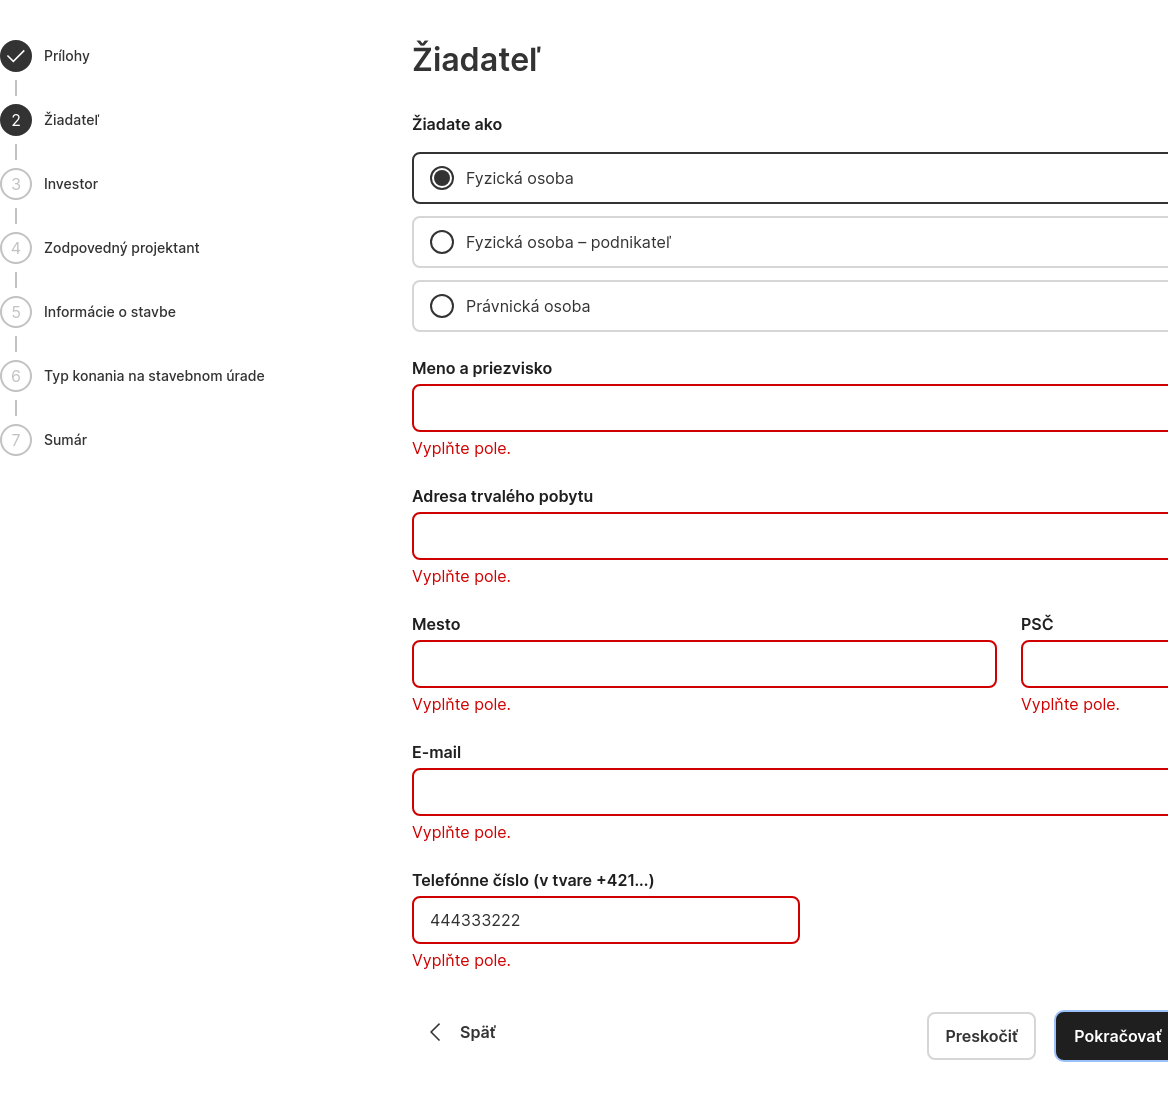 Prílohy
2 Žiadateľ
3 Investor
4 Zodpovedný projektant
5 Informácie o stavbe
6 Typ konania na stavebnom úrade
7 Sumár
Žiadateľ
Žiadate ako
Fyzická osoba
Fyzická osoba – podnikateľ
Právnická osoba
Meno a priezvisko
Vyplňte pole.
Adresa trvalého pobytu
Vyplňte pole.
Mesto
PSČ
Vyplňte pole.
Vyplňte pole.
E-mail
Vyplňte pole.
Telefónne číslo (v tvare +421...)
444333222
Vyplňte pole.
Späť
Preskočiť
Pokračovať